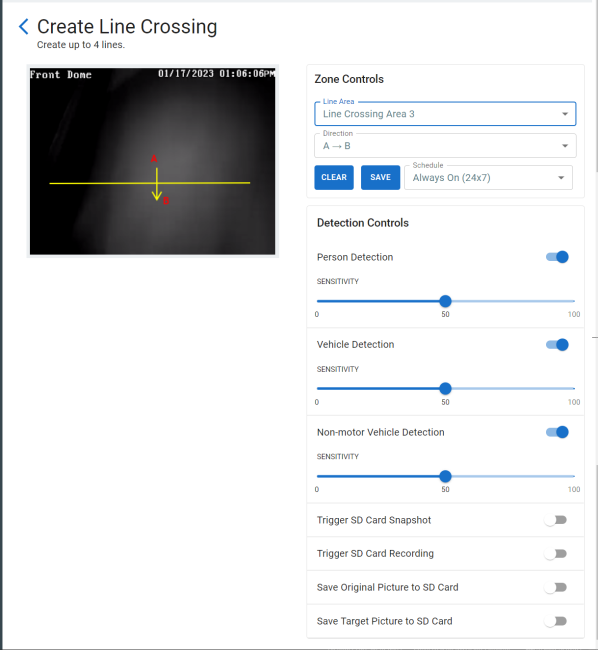 Create Line Crossing
Create up to 4 lines.
Front Dome
01/17/2023 01:06:06PM
A
B
Zone Controls
Line Area
Line Crossing Area 3
Direction
A → B
CLEAR
SAVE
Schedule
Always On (24x7)
Detection Controls
Person Detection
SENSITIVITY
0 50 100
Vehicle Detection
SENSITIVITY
0 50 100
Non-motor Vehicle Detection
SENSITIVITY
0 50 100
Trigger SD Card Snapshot
Trigger SD Card Recording
Save Original Picture to SD Card
Save Target Picture to SD Card